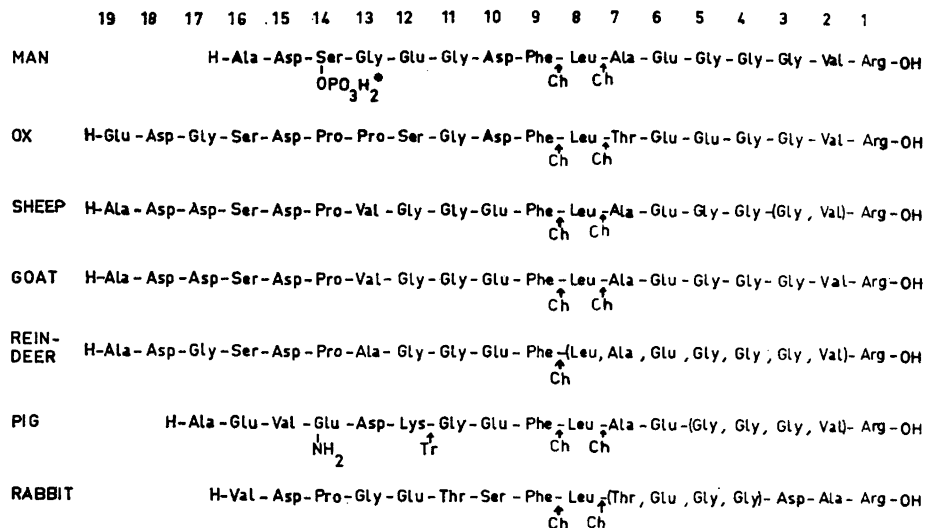 19 18 17 16 15 14 13 12 11 10 9 8 7 6 5 4 3 2 1
MAN H-Ala-Asp-Ser-Gly-Glu-Gly-Asp-Phe-Leu-Ala-Glu-Gly-Gly-Gly-Val-Arg-OH
OPO3H2● Ch Ch
OX H-Glu-Asp-Gly-Ser-Asp-Pro-Pro-Ser-Gly-Asp-Phe-Leu-Thr-Glu-Glu-Gly-Gly-Val-Arg-OH
Ch Ch
SHEEP H-Ala-Asp-Asp-Ser-Asp-Pro-Val-Gly-Gly-Glu-Phe-Leu-Ala-Glu-Gly-Gly-(Gly, Val)-Arg-OH
Ch Ch
GOAT H-Ala-Asp-Asp-Ser-Asp-Pro-Val-Gly-Gly-Glu-Phe-Leu-Ala-Glu-Gly-Gly-Gly-Val-Arg-OH
Ch Ch
REIN-
DEER H-Ala-Asp-Gly-Ser-Asp-Pro-Ala-Gly-Gly-Glu-Phe-(Leu, Ala, Glu, Gly, Gly, Gly, Val)-Arg-OH
Ch
PIG H-Ala-Glu-Val-Glu-Asp-Lys-Gly-Glu-Phe-Leu-Ala-Glu-(Gly, Gly, Gly, Val)-Arg-OH
NH2 Tr Ch Ch
RABBIT H-Val-Asp-Pro-Gly-Glu-Thr-Ser-Phe-Leu-(Thr, Glu, Gly, Gly)-Asp-Ala-Arg-OH
Ch Ch